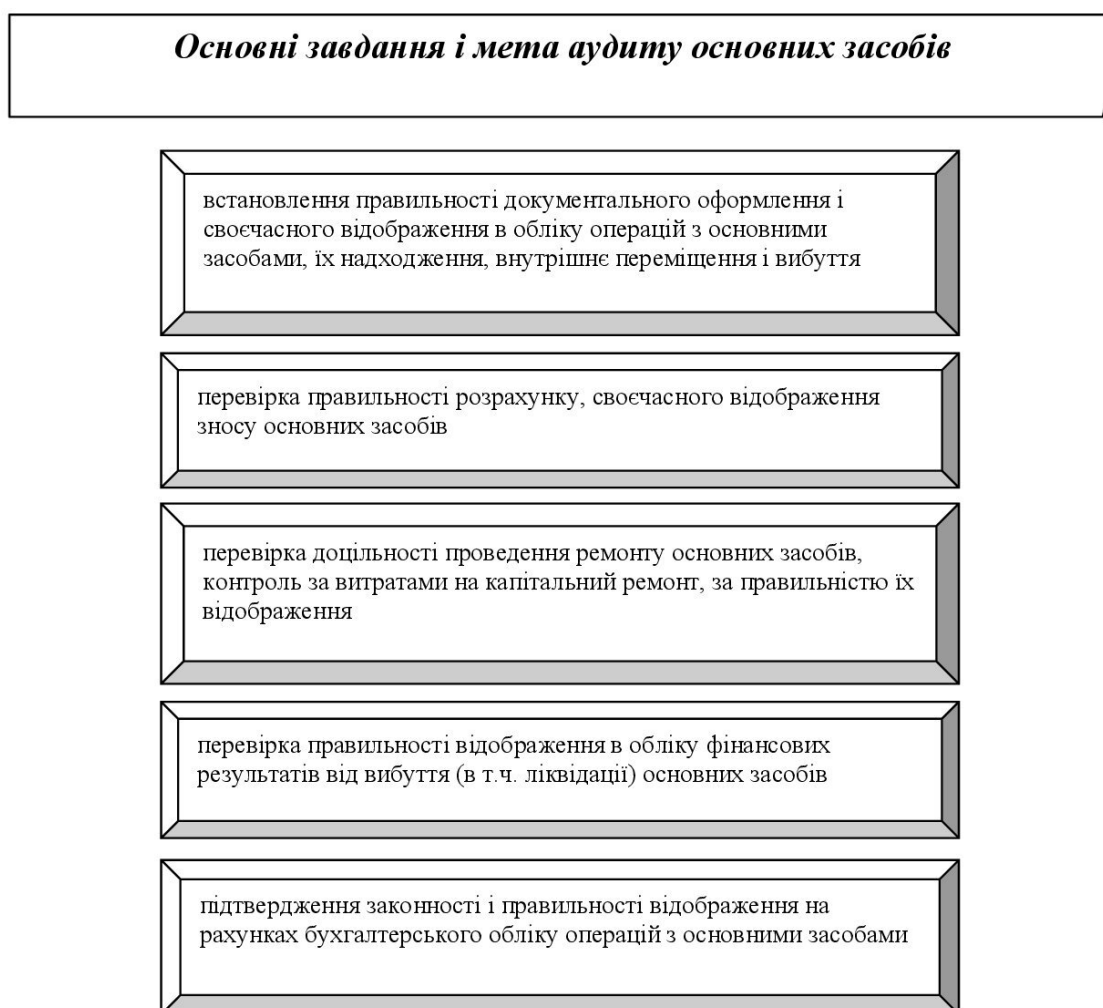 Основні завдання і мета аудиту основних засобів
встановлення правильності документального оформлення і
своєчасного відображення в обліку операцій з основними
засобами, їх надходження, внутрішнє переміщення і вибуття
перевірка правильності розрахунку, своєчасного відображення
зносу основних засобів
перевірка доцільності проведення ремонту основних засобів,
контроль за витратами на капітальний ремонт, за правильністю їх
відображення
перевірка правильності відображення в обліку фінансових
результатів від вибуття (в т.ч. ліквідації) основних засобів
підтвердження законності і правильності відображення на
рахунках бухгалтерського обліку операцій з основними засобами